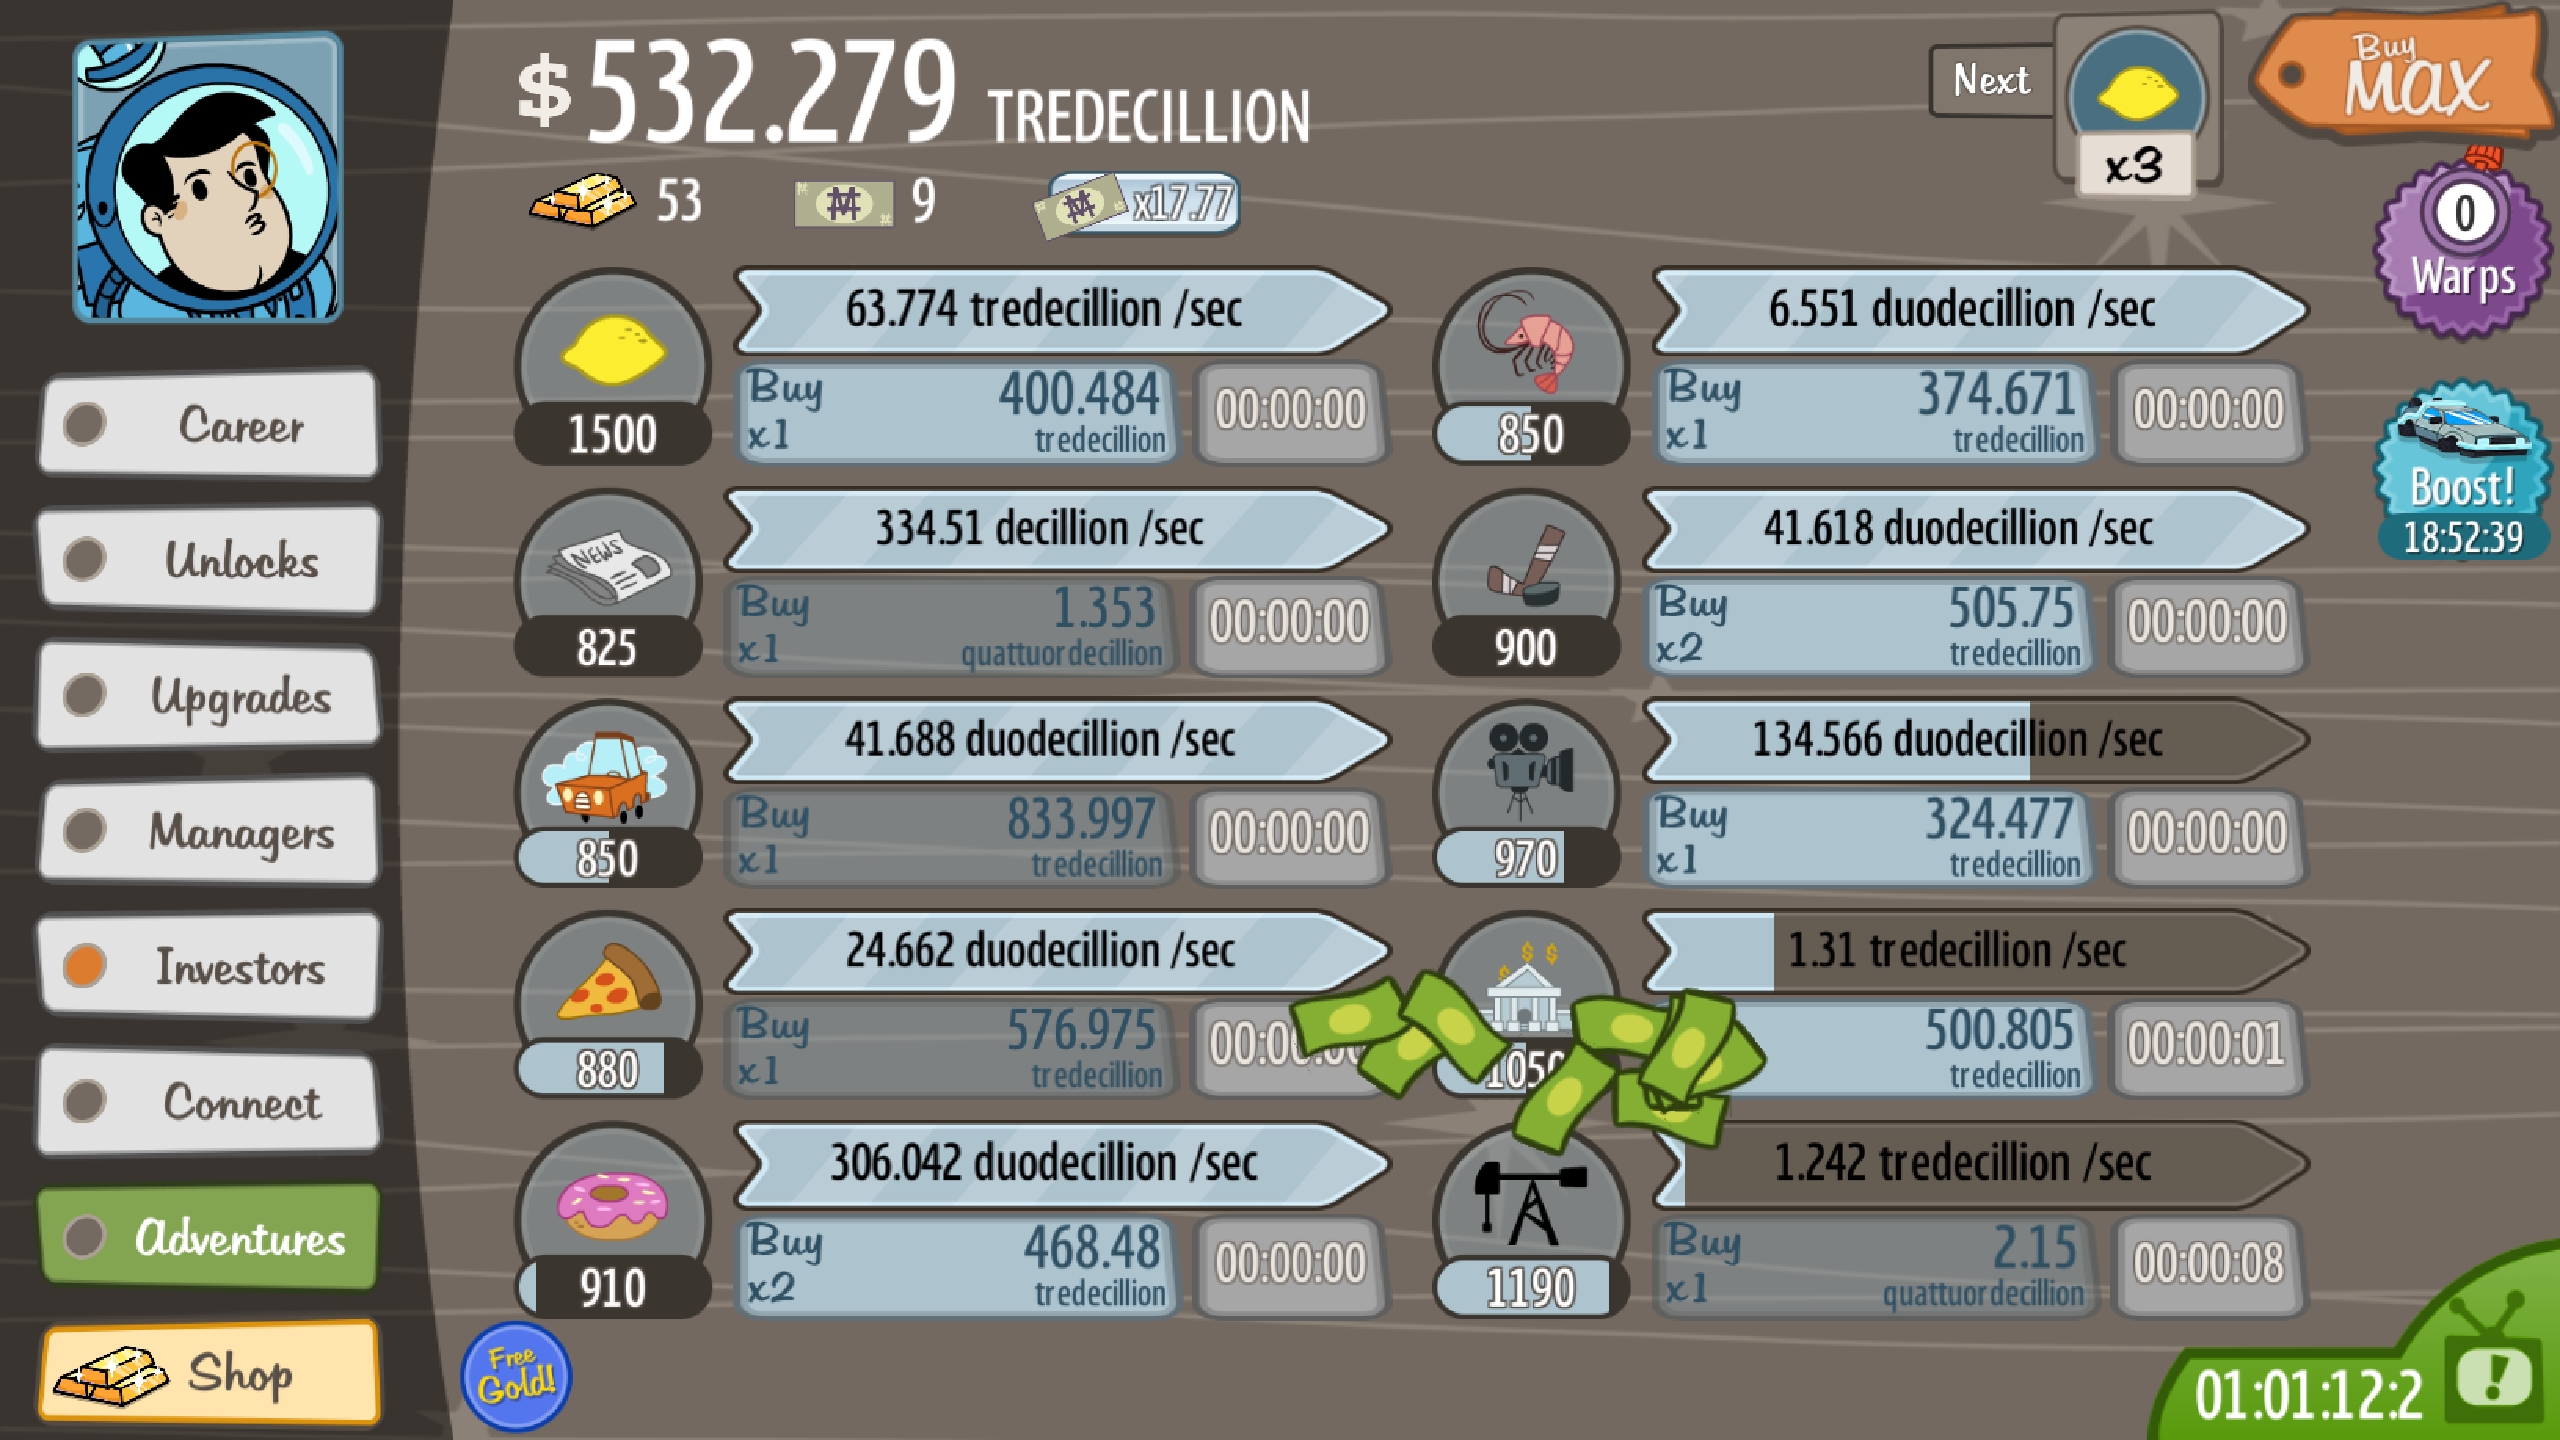 $532.279 TREDECILLION
53
9
x17.77
Next
x3
Buy
MAX
0
Warps
Boost!
18:52:39
Career
Unlocks
Upgrades
Managers
Investors
Connect
Adventures
Shop
63.774 tredecillion /sec
Buy
x1
400.484
tredecillion
00:00:00
1500
NEWS
334.51 decillion /sec
Buy
x1
1.353
quattuordecillion
00:00:00
825
41.688 duodecillion /sec
Buy
x1
833.997
tredecillion
00:00:00
850
24.662 duodecillion /sec
Buy
x1
576.975
tredecillion
880
306.042 duodecillion /sec
Buy
x2
468.48
tredecillion
00:00:00
910
6.551 duodecillion /sec
Buy
x1
374.671
tredecillion
00:00:00
850
41.618 duodecillion /sec
Buy
x2
505.75
tredecillion
00:00:00
900
134.566 duodecillion /sec
Buy
x1
324.477
tredecillion
00:00:00
970
1.31 tredecillion /sec
500.805
tredecillion
00:00:01
1050
1.242 tredecillion /sec
Buy
x1
2.15
quattuordecillion
00:00:08
1190
Free
Gold!
01:01:12:2